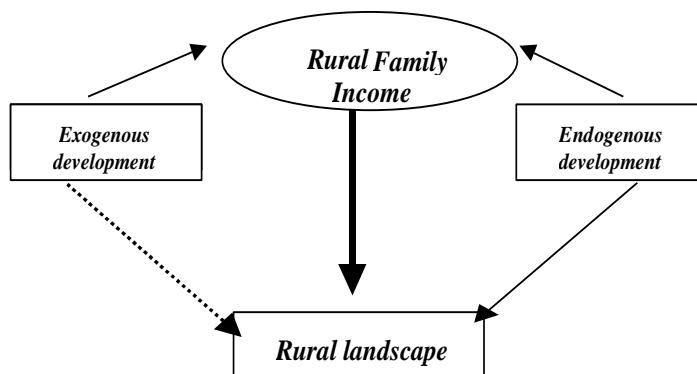 Rural Family
Income
Exogenous
development
Endogenous
development
Rural landscape